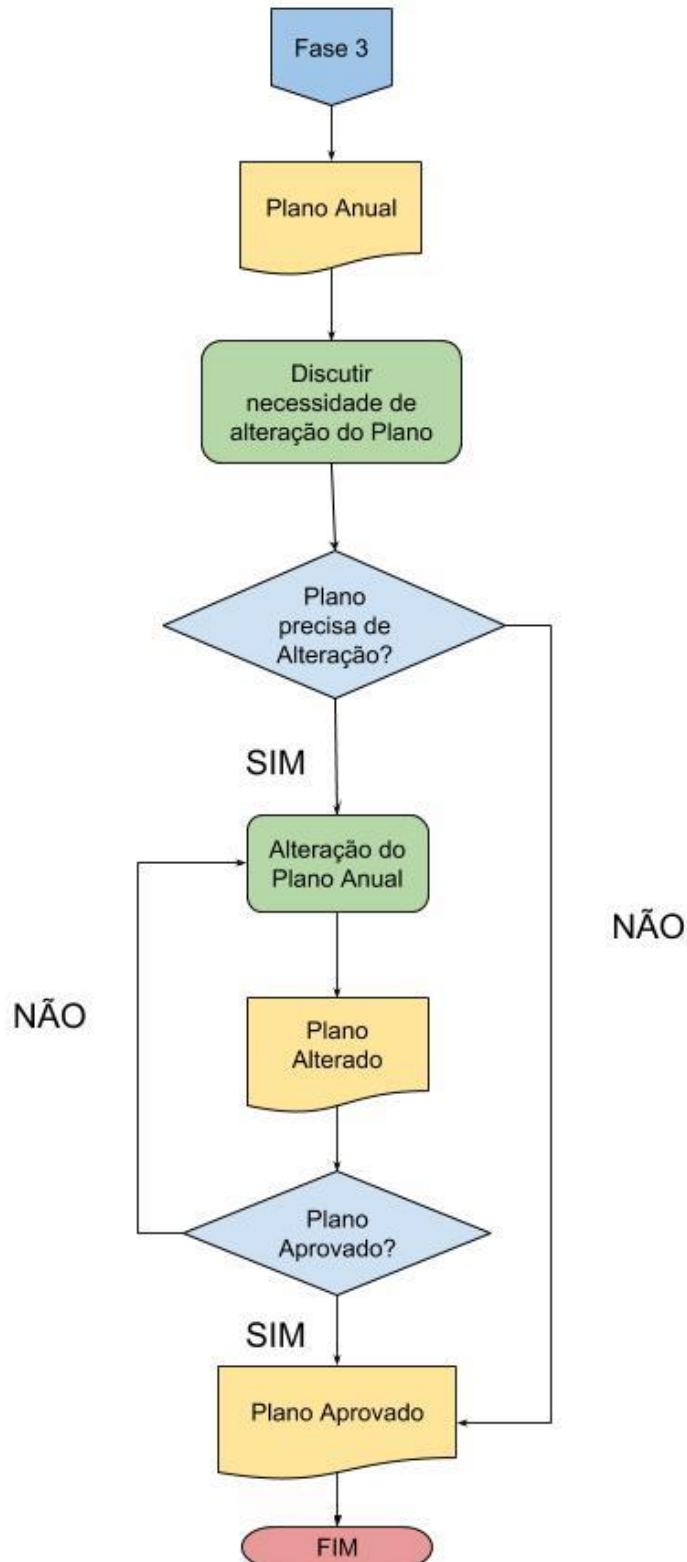 Fase 3
Plano Anual
Discutir
necessidade de
alteração do Plano
Plano
precisa de
Alteração?
SIM
Alteração do
Plano Anual
NÃO
NÃO
Plano
Alterado
Plano
Aprovado?
SIM
Plano Aprovado
FIM